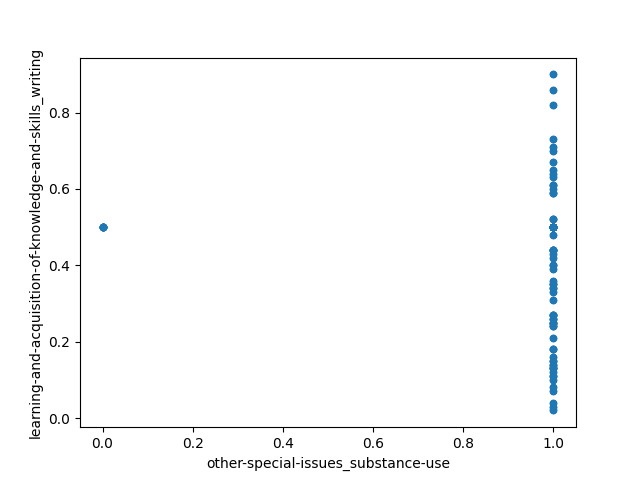 learning-and-acquisition-of-knowledge-and-skills_writing
0.8
0.6
0.4
0.2
0.0
0.0 0.2 0.4 0.6 0.8 1.0
other-special-issues_substance-use